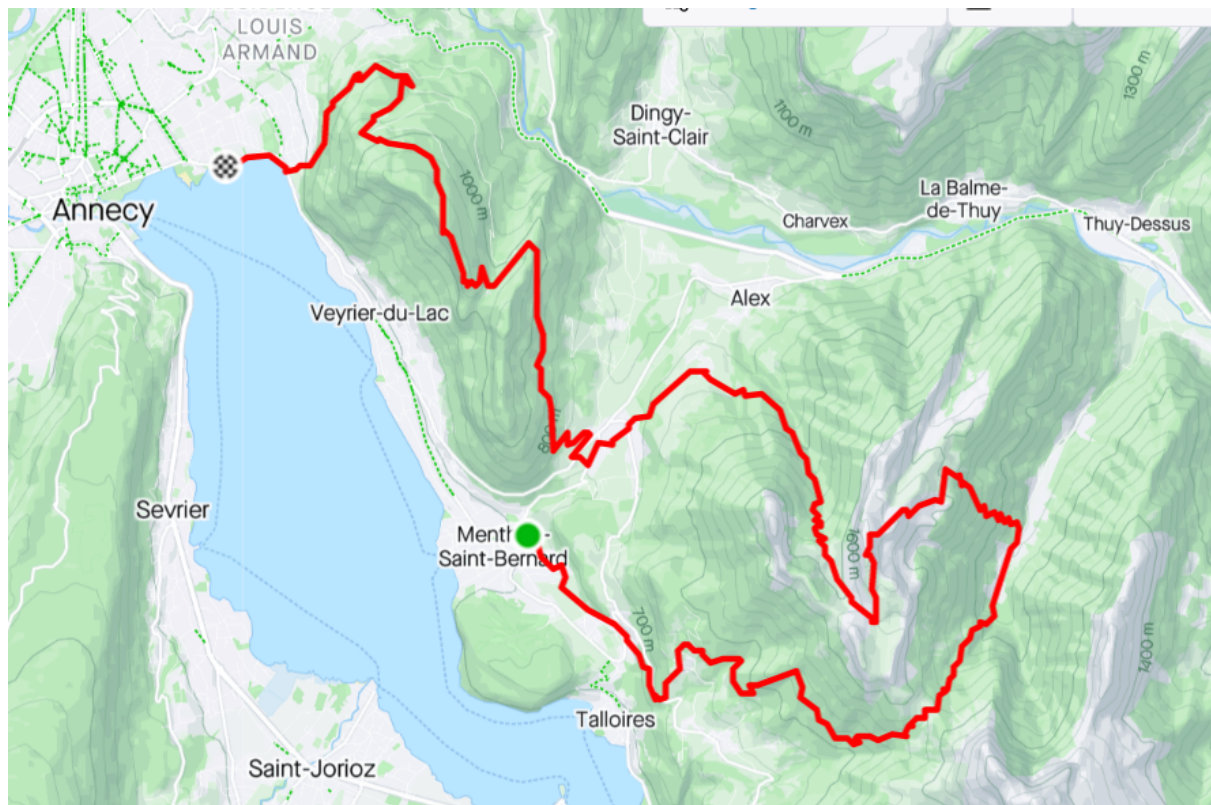 LOUIS
ARMAND
Dingy-
Saint-Clair
1100 m
1300 m
La Balme-
de-Thuy
Charvex
Thuy-Dessus
Annecy
1000 m
Alex
Veyrier-du-Lac
800 m
Sevrier
Saint-Bernard
1600 m
700 m
1400 m
Talloires
Saint-Jorioz